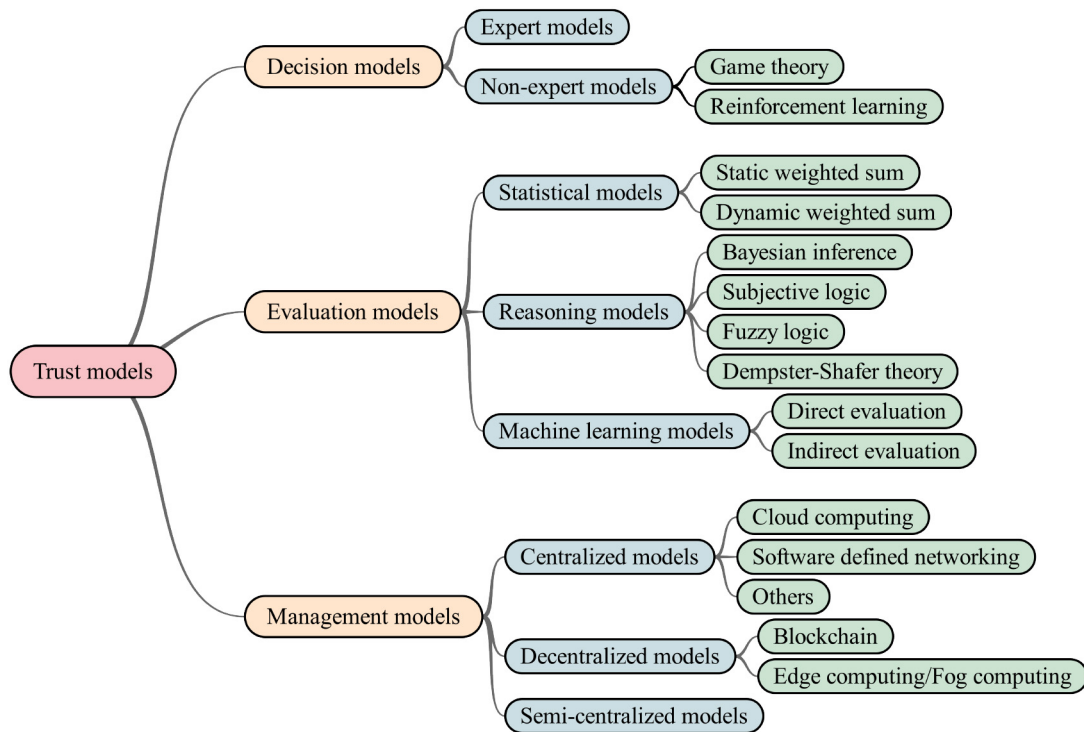 Trust models
Decision models
Expert models
Non-expert models
Game theory
Reinforcement learning
Evaluation models
Statistical models
Static weighted sum
Dynamic weighted sum
Reasoning models
Bayesian inference
Subjective logic
Fuzzy logic
Dempster-Shafer theory
Machine learning models
Direct evaluation
Indirect evaluation
Management models
Centralized models
Cloud computing
Software defined networking
Others
Decentralized models
Blockchain
Edge computing/Fog computing
Semi-centralized models